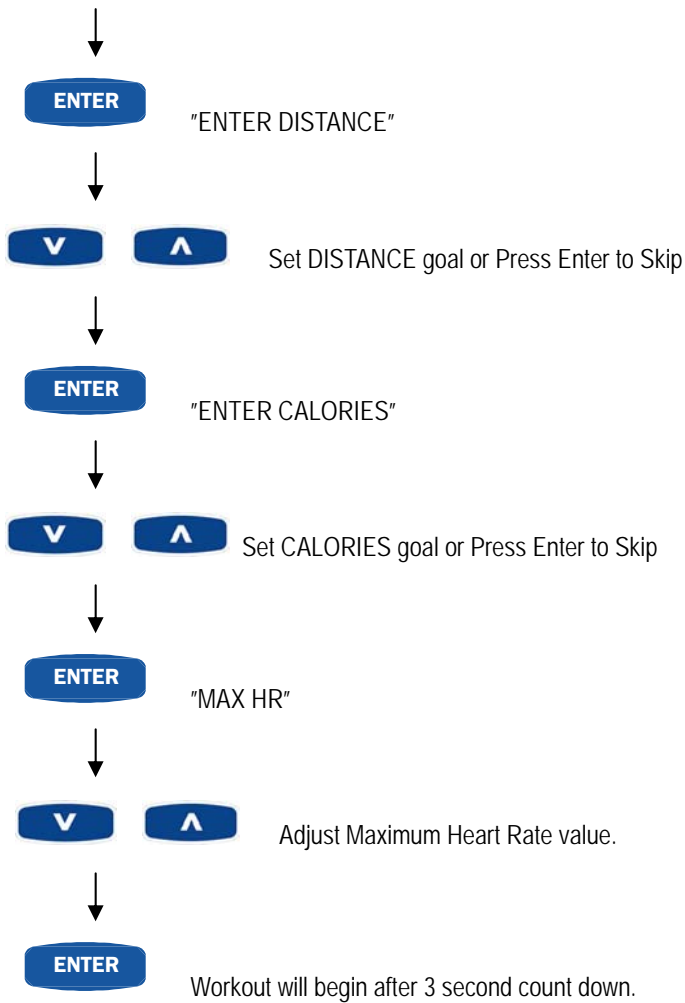 ENTER
"ENTER DISTANCE"
V Λ Set DISTANCE goal or Press Enter to Skip
ENTER
"ENTER CALORIES"
V Λ Set CALORIES goal or Press Enter to Skip
ENTER
"MAX HR"
V Λ Adjust Maximum Heart Rate value.
ENTER
Workout will begin after 3 second count down.